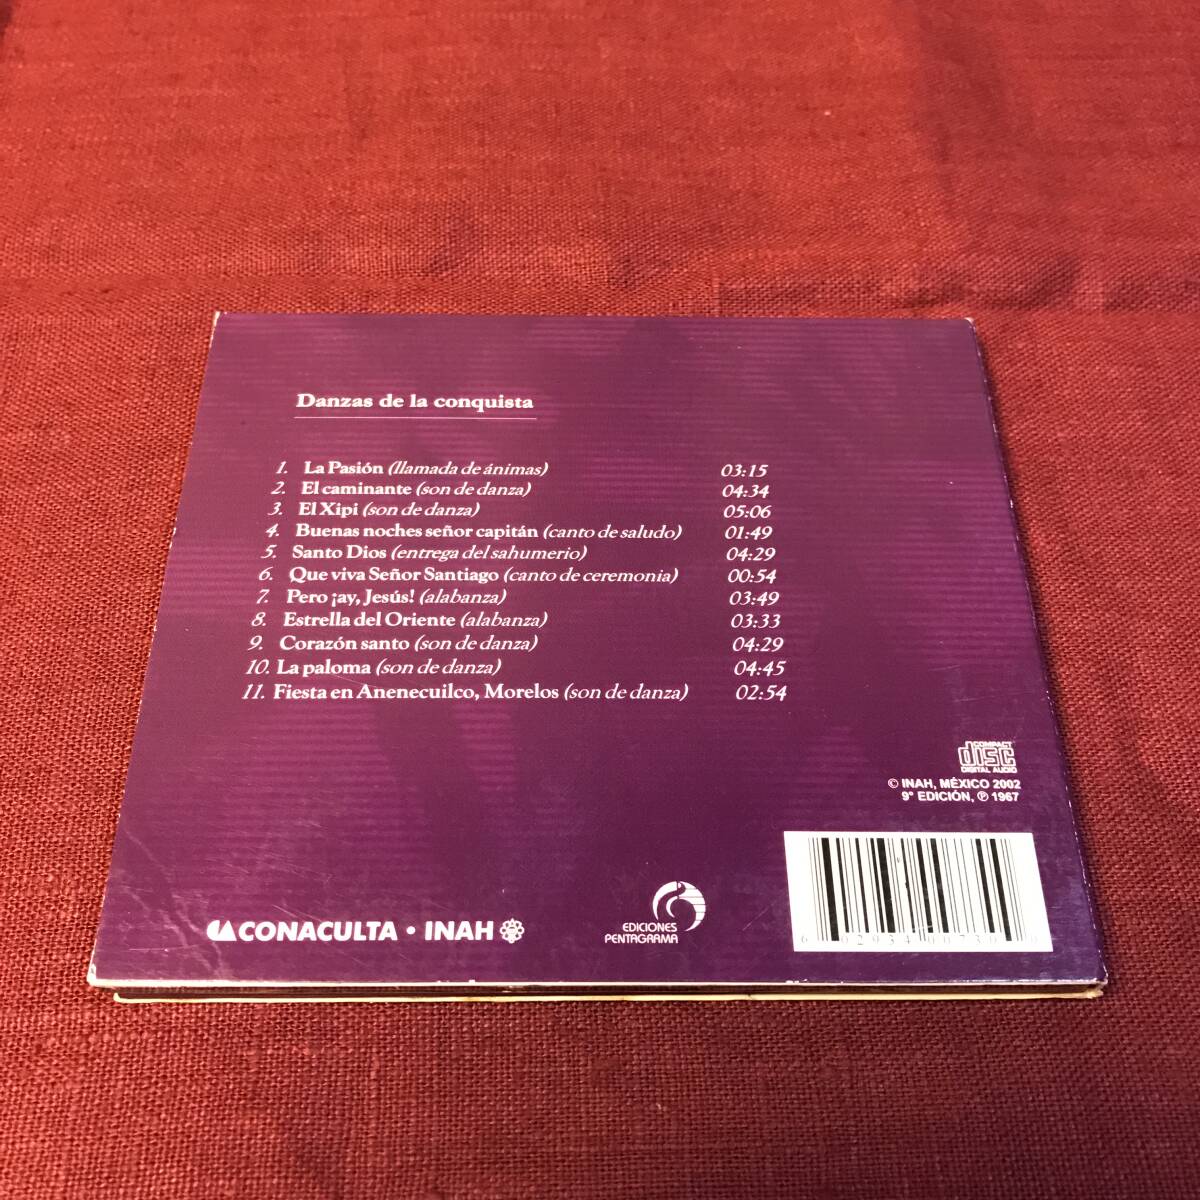 Danzas de la conquista
1. La Pasión (llamada de ánimas) 03:15
2. El caminante (son de danza) 04:34
3. El Xipi (son de danza) 05:06
4. Buenas noches señor capitán (canto de saludo) 01:49
5. Santo Dios (entrega del sahumerio) 04:29
6. Que viva Señor Santiago (canto de ceremonia) 00:54
7. Pero ¡ay, Jesús! (alabanza) 03:49
8. Estrella del Oriente (alabanza) 03:33
9. Corazón santo (son de danza) 04:29
10. La paloma (son de danza) 04:45
11. Fiesta en Anenecuilco, Morelos (son de danza) 02:54
COMPACT
disc
DIGITAL AUDIO
© INAH, MÉXICO 2002
9° EDICIÓN, ℗ 1967
CONACULTA • INAH
EDICIONES
PENTAGRAMA